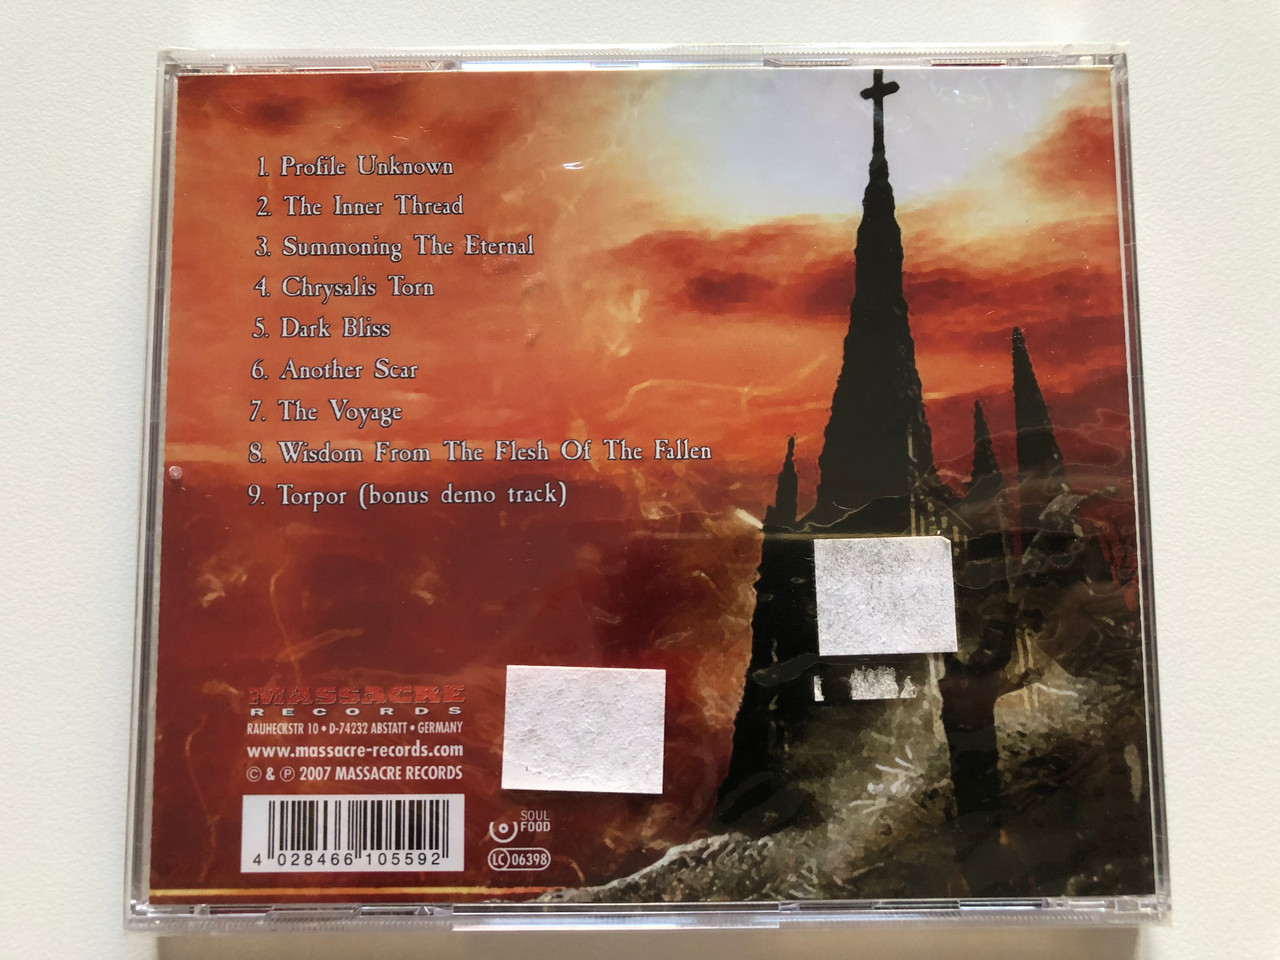 1. Profile Unknown
2. The Inner Thread
3. Summoning The Eternal
4. Chrysalis Torn
5. Dark Bliss
6. Another Scar
7. The Voyage
8. Wisdom From The Flesh Of The Fallen
9. Torpor (bonus demo track)
MASSACRE
RECORDS
RAUHECKSTR 10 • D-74232 ABSTATT • GERMANY
www.massacre-records.com
© & ℗ 2007 MASSACRE RECORDS
4 028466 105592
SOUL
FOOD
LC 06398